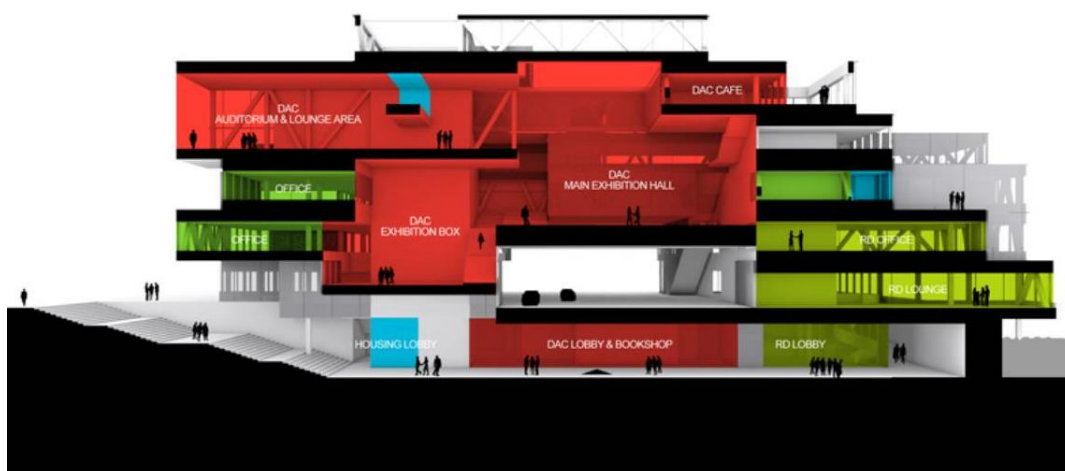 DAC CAFE
DAC
AUDITORIUM & LOUNGE AREA
DAC
MAIN EXHIBITION HALL
OFFICE
DAC
EXHIBITION BOX
OFFICE
RD OFFICE
RD LOUNGE
HOUSING LOBBY
DAC LOBBY & BOOKSHOP
RD LOBBY